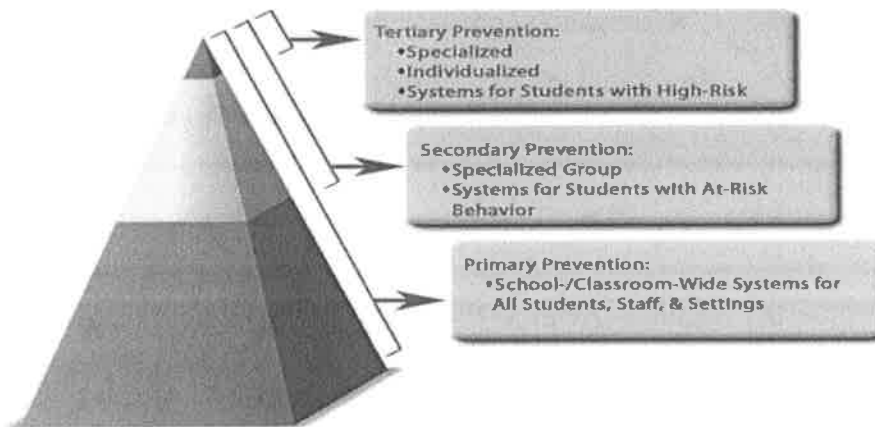 Tertiary Prevention:
•Specialized
•Individualized
•Systems for Students with High-Risk
Secondary Prevention:
•Specialized Group
•Systems for Students with At-Risk
Behavior
Primary Prevention:
•School-/Classroom-Wide Systems for
All Students, Staff, & Settings